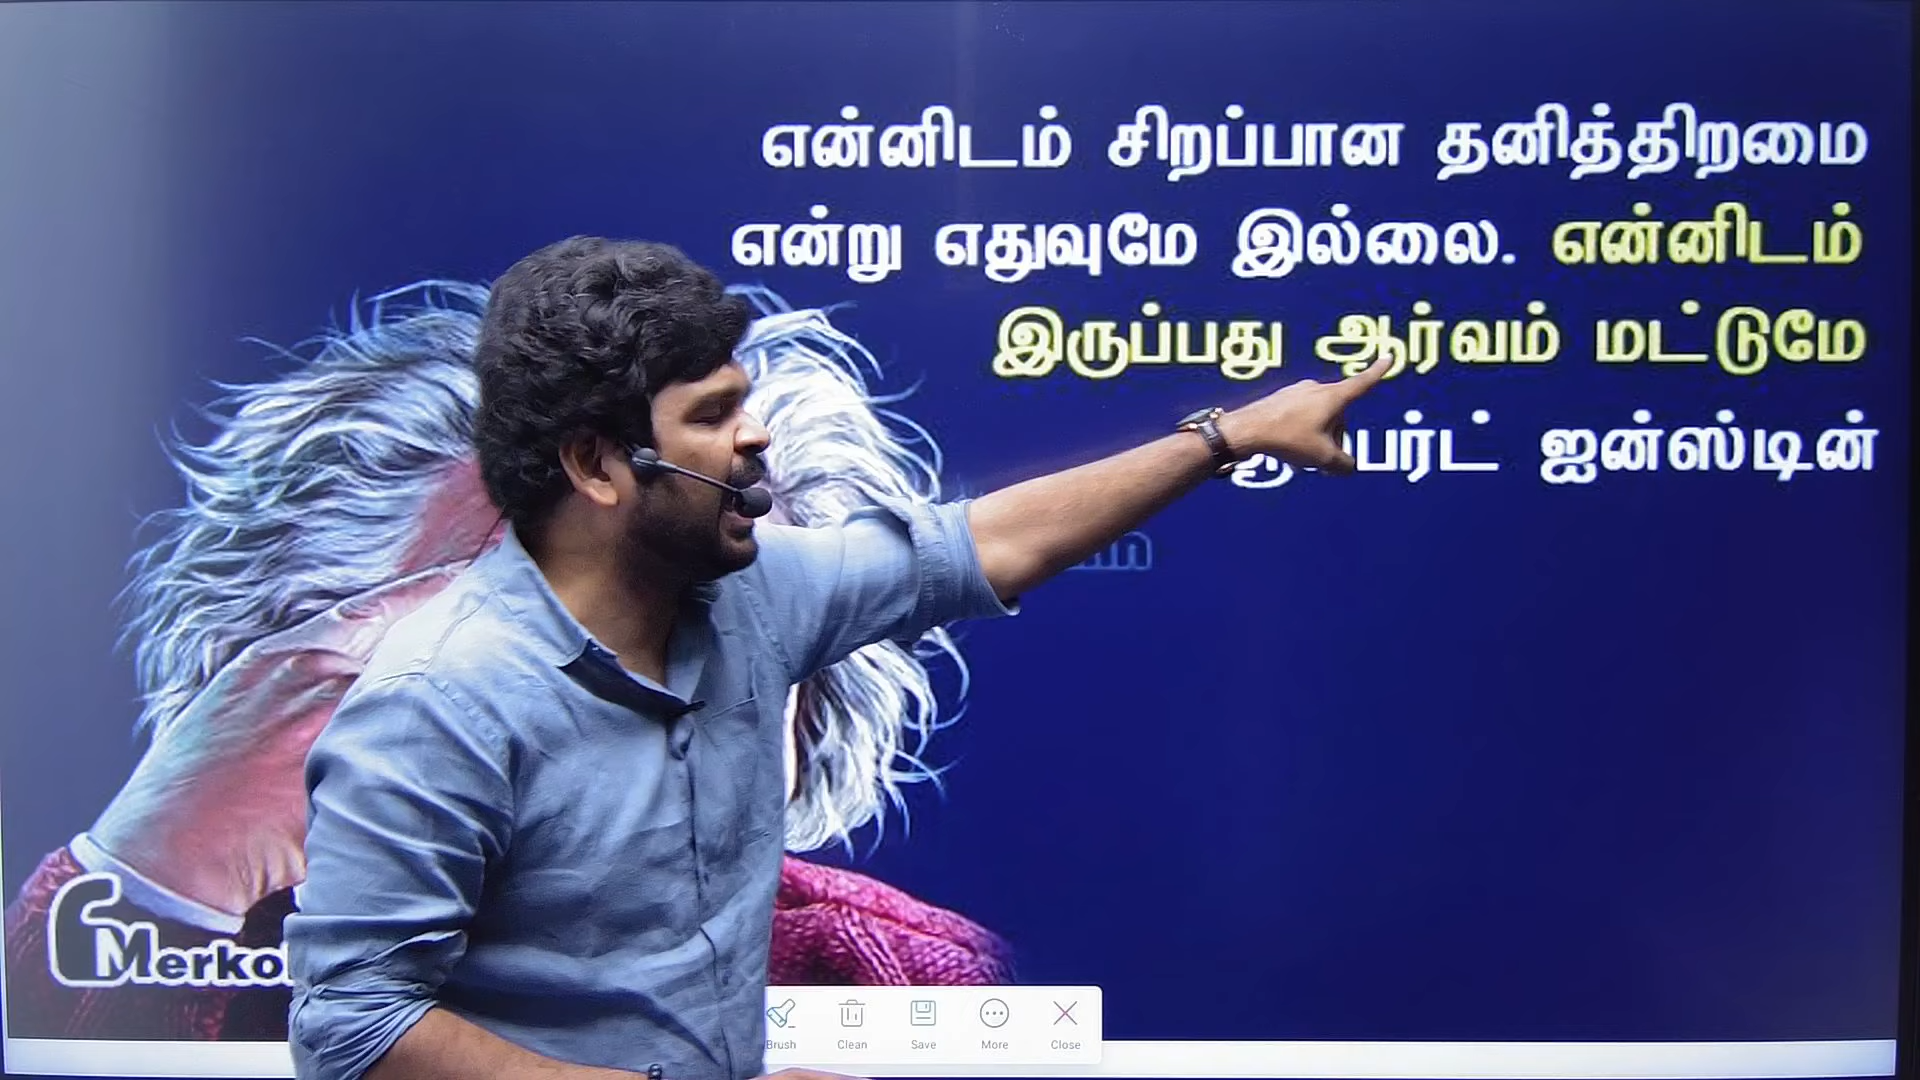 என்னிடம் சிறப்பான தனித்திறமை
என்று எதுவுமே இல்லை. என்னிடம்
இருப்பது ஆர்வம் மட்டுமே
ஐன்ஸ்டின்
Brush Clean Save More Close